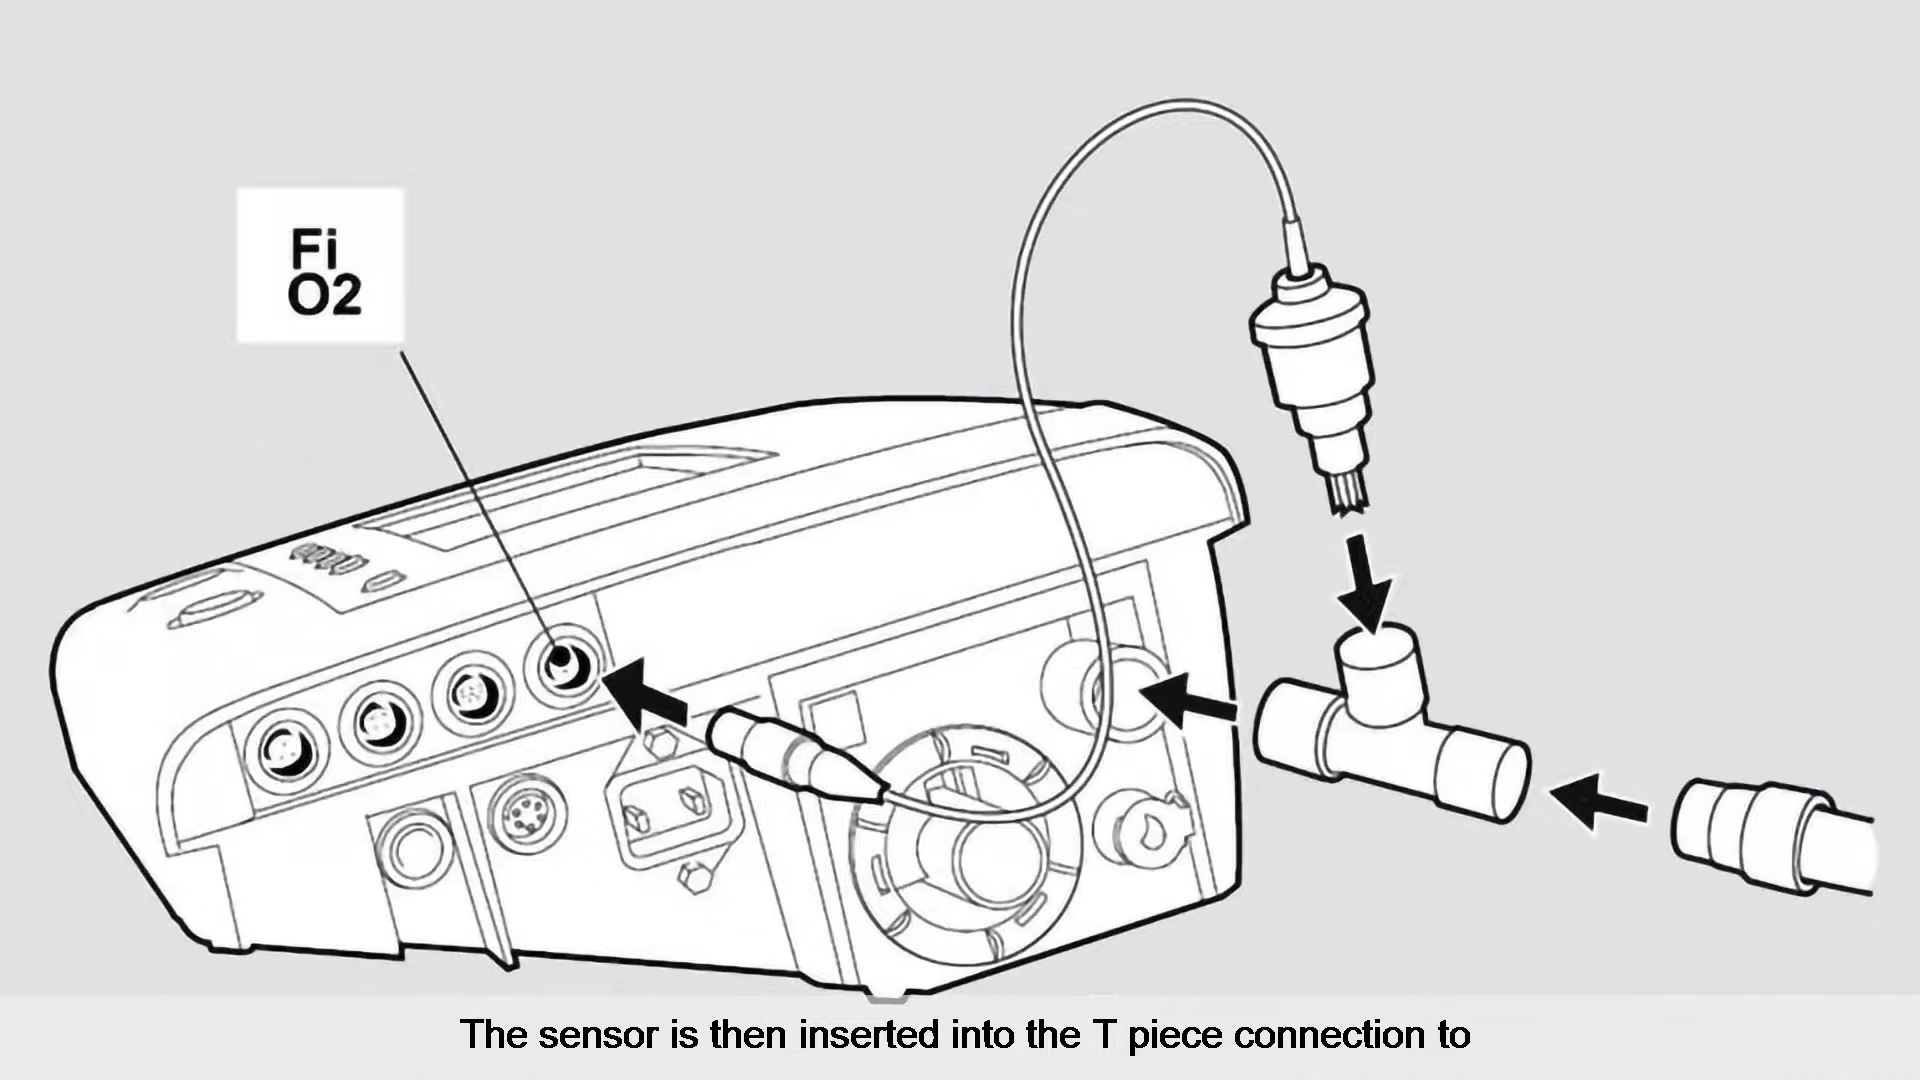 Fi
O2
The sensor is then inserted into the T piece connection to